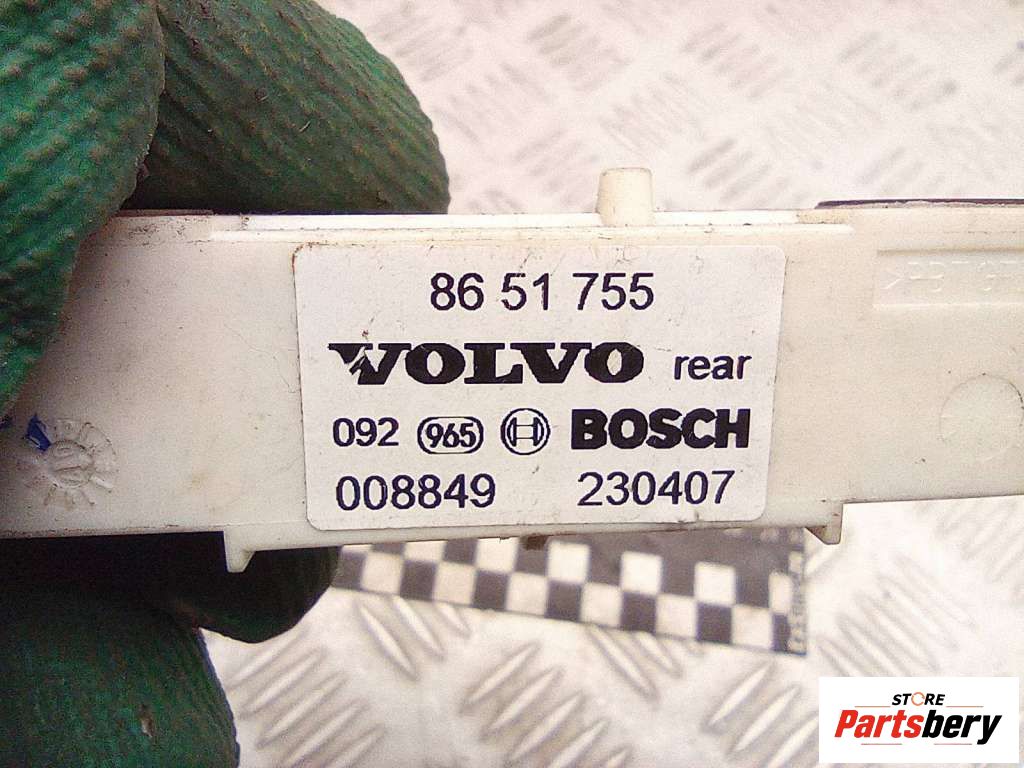 86 51 755
VOLVO rear
092 965 BOSCH
008849 230407
STORE
Partsbery